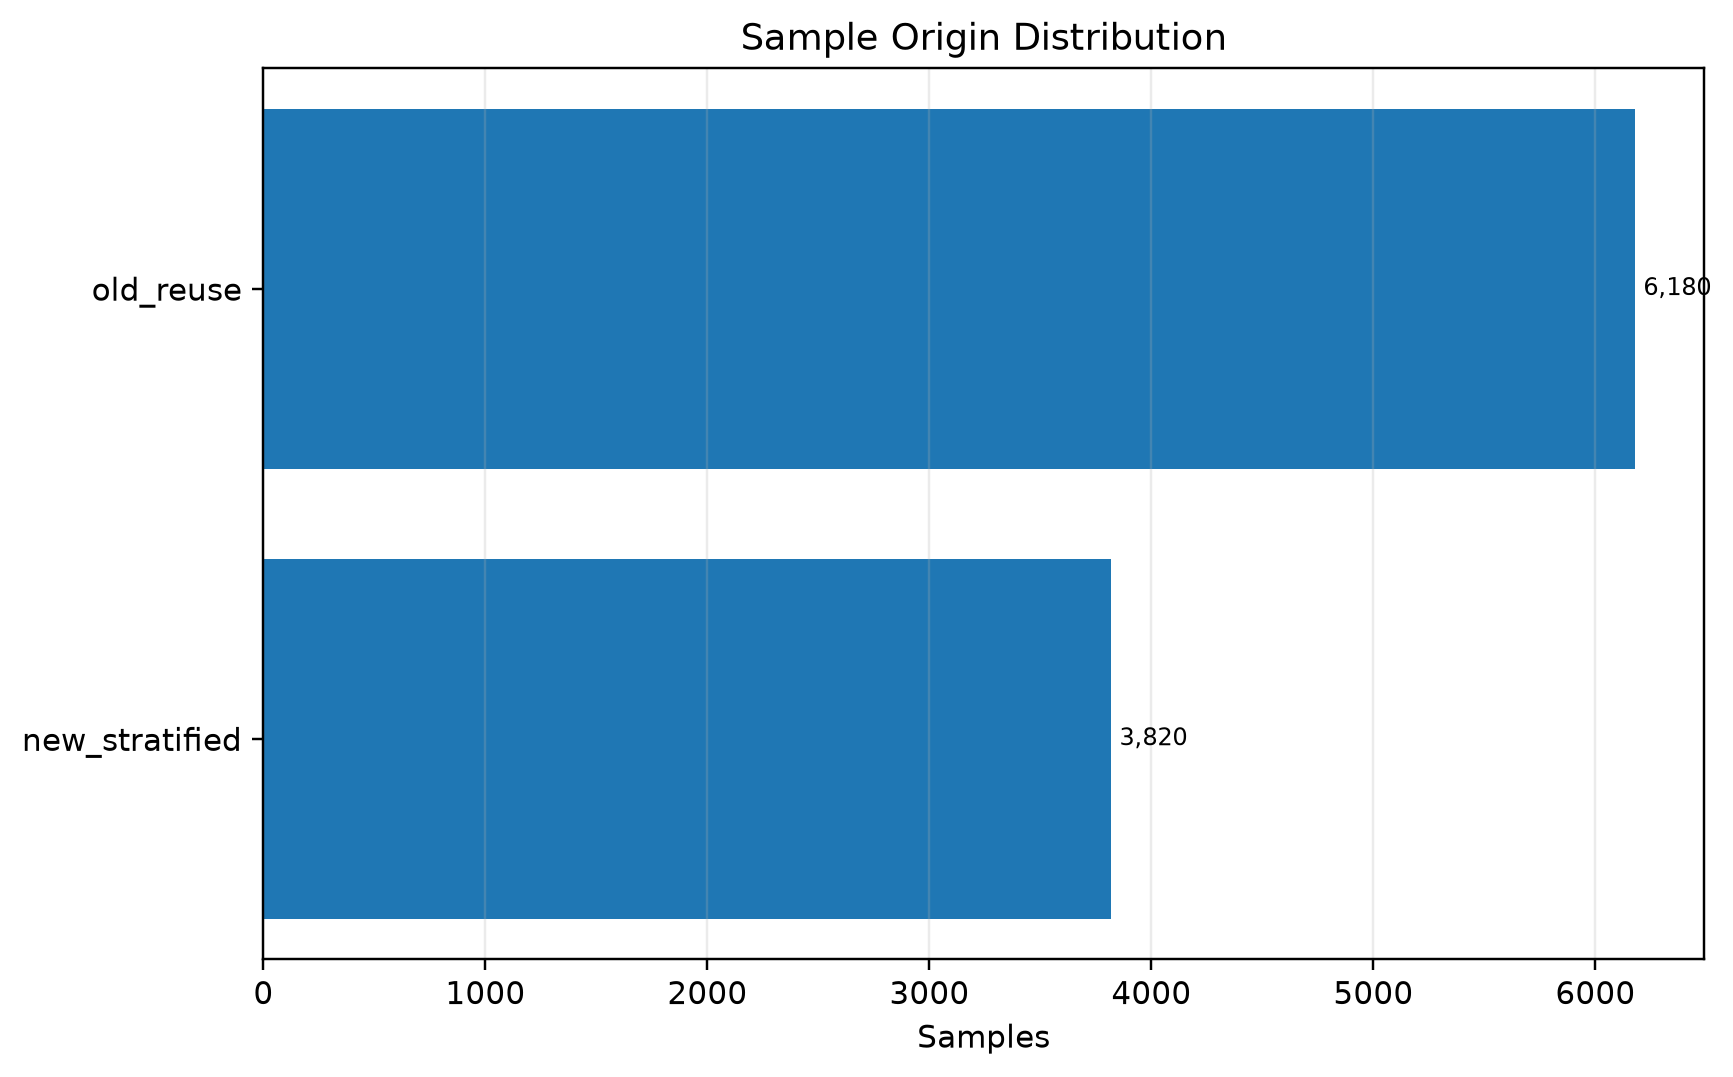 Sample Origin Distribution
old_reuse
6,180
new_stratified
3,820
0 1000 2000 3000 4000 5000 6000
Samples